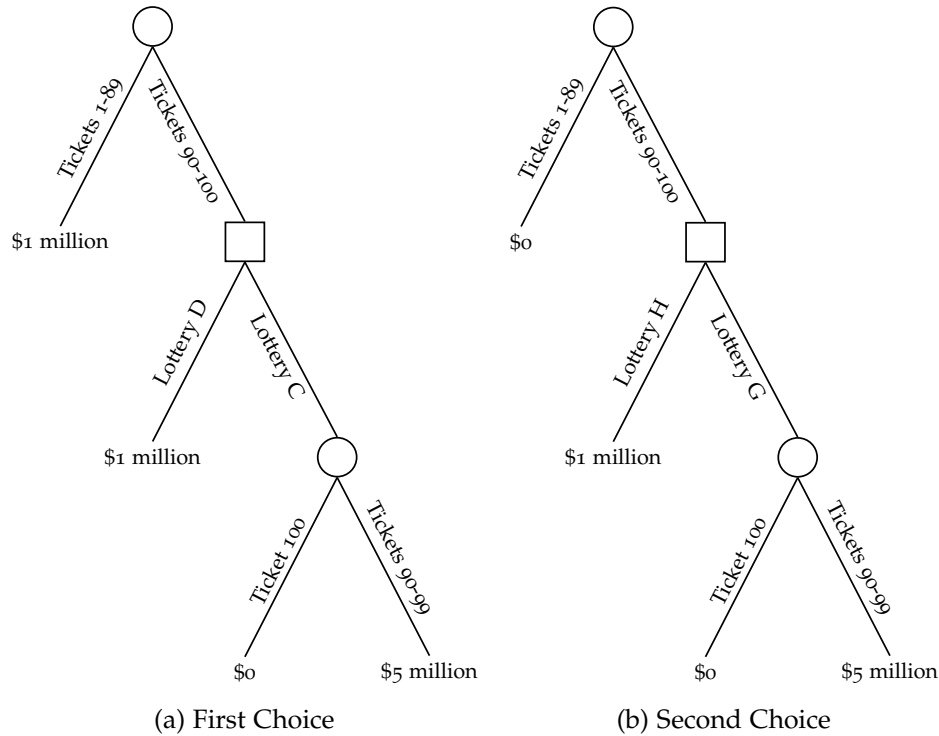 Tickets 1-89
Tickets 90-100
$1 million
Lottery D
Lottery C
$1 million
Ticket 100
Tickets 90-99
$0
$5 million
(a) First Choice
Tickets 1-89
Tickets 90-100
$0
Lottery H
Lottery G
$1 million
Ticket 100
Tickets 90-99
$0
$5 million
(b) Second Choice